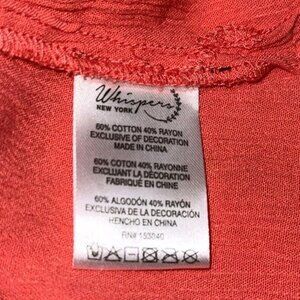 Whispers
NEW YORK
60% COTTON 40% RAYON
EXCLUSIVE OF DECORATION
MADE IN CHINA
60% COTTON 40% RAYONNE
EXCLUANT LA DÉCORATION
FABRIQUÉ EN CHINE
60% ALGODÓN 40% RAYÓN
EXCLUSIVA DE LA DECORACIÓN
HENCHO EN CHINA
RN# 153040